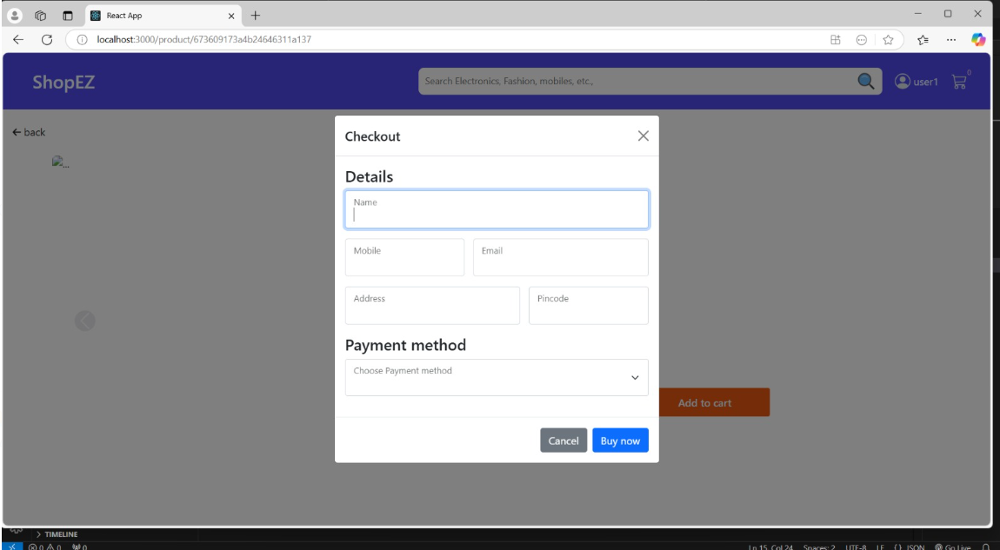 React App
localhost:3000/product/673609173a4b24646311a137
ShopEZ
Search Electronics, Fashion, mobiles, etc.,
user1
0
back
...
Checkout
Details
Name
Mobile
Email
Address
Pincode
Payment method
Choose Payment method
Add to cart
Cancel
Buy now
TIMELINE
0 0 0
Ln 15, Col 24 Spaces: 2 UTF-8 LF {} JSON Go Live